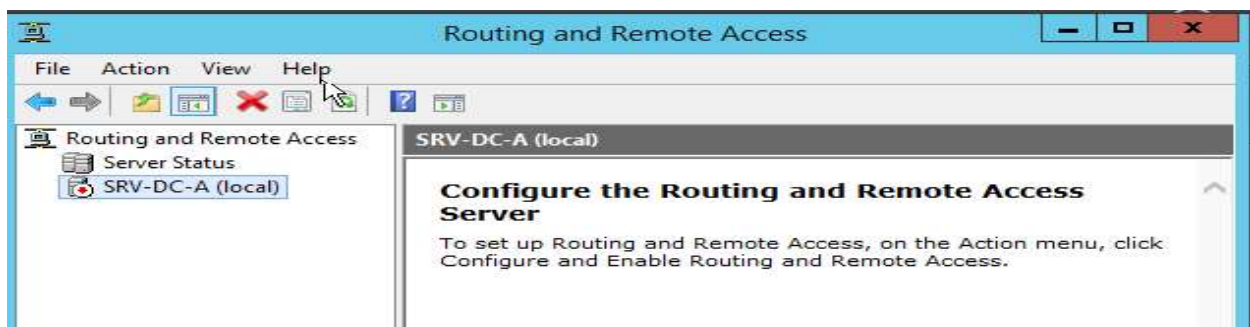 Routing and Remote Access
File Action View Help
Routing and Remote Access
Server Status
SRV-DC-A (local)
SRV-DC-A (local)
Configure the Routing and Remote Access
Server
To set up Routing and Remote Access, on the Action menu, click
Configure and Enable Routing and Remote Access.